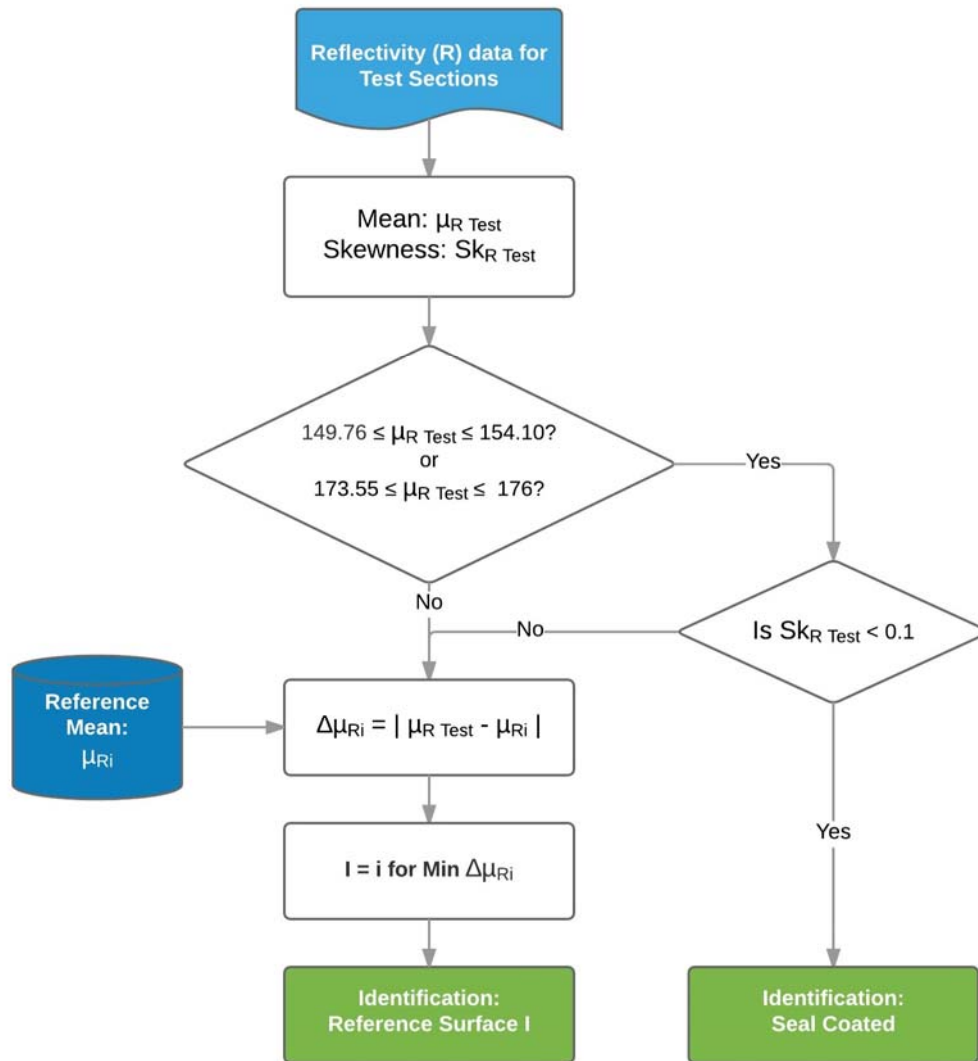 Reflectivity (R) data for
Test Sections
Mean: μR Test
Skewness: SkR Test
149.76 ≤ μR Test ≤ 154.10?
or
173.55 ≤ μR Test ≤ 176?
Yes
No
No
Is SkR Test < 0.1
Reference
Mean:
μRi
ΔμRi = | μR Test - μRi |
Yes
I = i for Min ΔμRi
Identification:
Reference Surface I
Identification:
Seal Coated